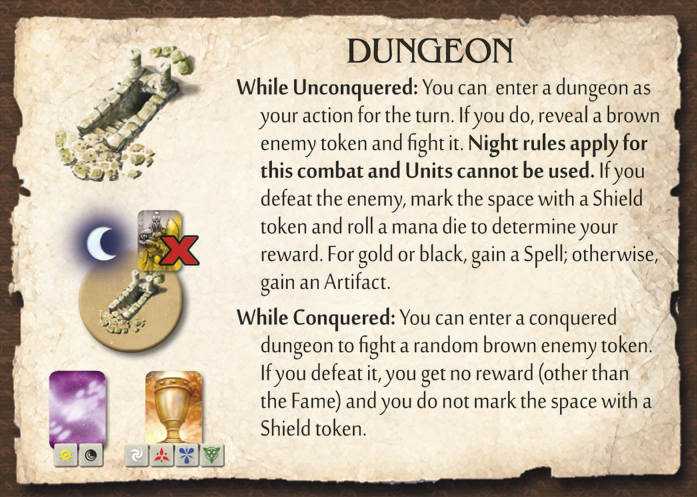 DUNGEON
While Unconquered: You can enter a dungeon as
your action for the turn. If you do, reveal a brown
enemy token and fight it. Night rules apply for
this combat and Units cannot be used. If you
defeat the enemy, mark the space with a Shield
token and roll a mana die to determine your
reward. For gold or black, gain a Spell; otherwise,
gain an Artifact.
While Conquered: You can enter a conquered
dungeon to fight a random brown enemy token.
If you defeat it, you get no reward (other than
the Fame) and you do not mark the space with a
Shield token.